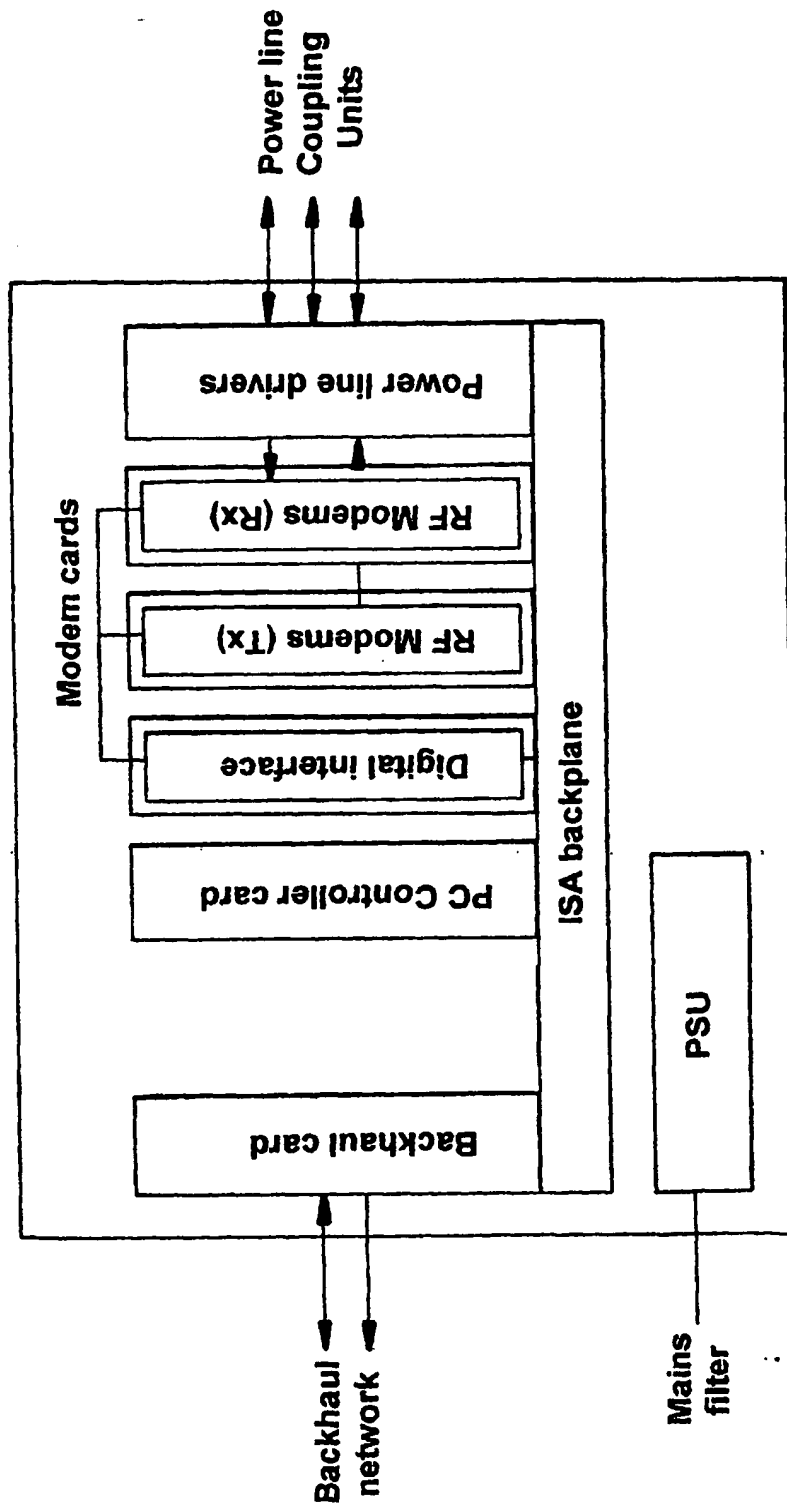 Power line
Coupling
Units
Modem cards
Power line drivers
RF Modems (Rx)
RF Modems (Tx)
Digital interface
PC Controller card
Backhaul card
ISA backplane
PSU
Backhaul
network
Mains
filter